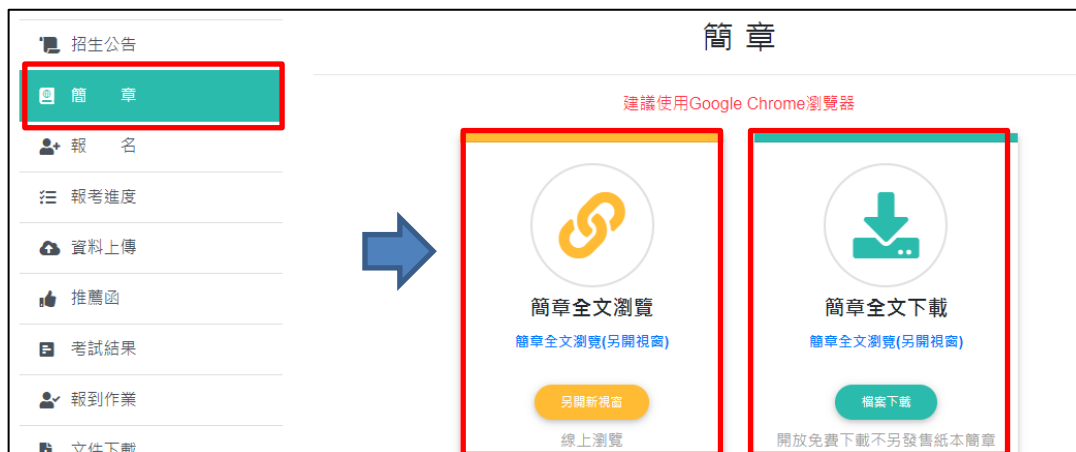 招生公告
簡 章
報 名
報考進度
資料上傳
推薦函
考試結果
報到作業
文件下載
簡 章
建議使用Google Chrome瀏覽器
簡章全文瀏覽
簡章全文瀏覽(另開視窗)
另開新視窗
線上瀏覽
簡章全文下載
簡章全文瀏覽(另開視窗)
檔案下載
開放免費下載不另發售紙本簡章